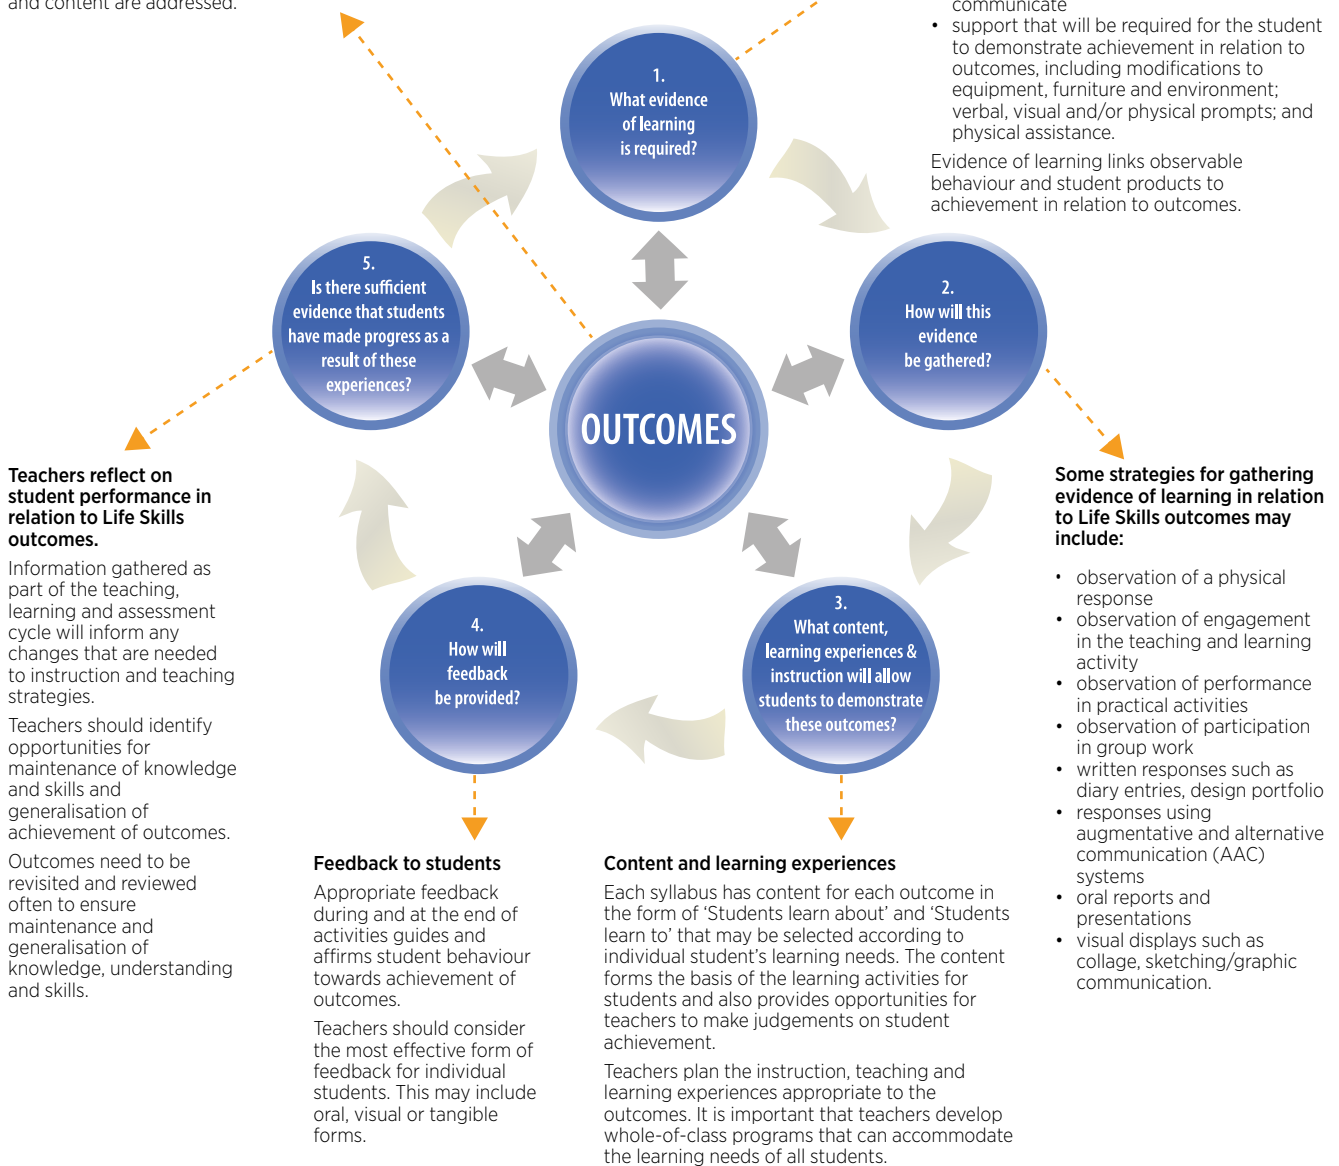 and content are addressed.
communicate
• support that will be required for the student
to demonstrate achievement in relation to
outcomes, including modifications to
equipment, furniture and environment;
verbal, visual and/or physical prompts; and
physical assistance.
Evidence of learning links observable
behaviour and student products to
achievement in relation to outcomes.
1.
What evidence
of learning
is required?
2.
How will this
evidence
be gathered?
5.
Is there sufficient
evidence that students
have made progress as a
result of these
experiences?
OUTCOMES
4.
How will
feedback
be provided?
3.
What content,
learning experiences &
instruction will allow
students to demonstrate
these outcomes?
Teachers reflect on
student performance in
relation to Life Skills
outcomes.
Information gathered as
part of the teaching,
learning and assessment
cycle will inform any
changes that are needed
to instruction and teaching
strategies.
Teachers should identify
opportunities for
maintenance of knowledge
and skills and
generalisation of
achievement of outcomes.
Outcomes need to be
revisited and reviewed
often to ensure
maintenance and
generalisation of
knowledge, understanding
and skills.
Feedback to students
Appropriate feedback
during and at the end of
activities guides and
affirms student behaviour
towards achievement of
outcomes.
Teachers should consider
the most effective form of
feedback for individual
students. This may include
oral, visual or tangible
forms.
Content and learning experiences
Each syllabus has content for each outcome in
the form of ‘Students learn about’ and ‘Students
learn to’ that may be selected according to
individual student’s learning needs. The content
forms the basis of the learning activities for
students and also provides opportunities for
teachers to make judgements on student
achievement.
Teachers plan the instruction, teaching and
learning experiences appropriate to the
outcomes. It is important that teachers develop
whole-of-class programs that can accommodate
the learning needs of all students.
Some strategies for gathering
evidence of learning in relation
to Life Skills outcomes may
include:
• observation of a physical
response
• observation of engagement
in the teaching and learning
activity
• observation of performance
in practical activities
• observation of participation
in group work
• written responses such as
diary entries, design portfolio
• responses using
augmentative and alternative
communication (AAC)
systems
• oral reports and
presentations
• visual displays such as
collage, sketching/graphic
communication.